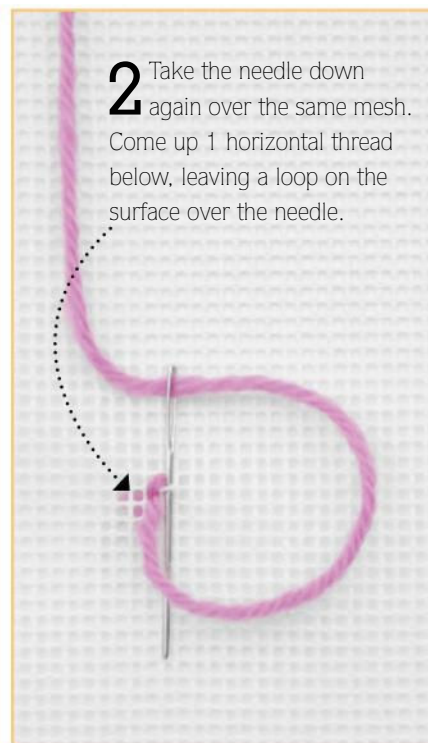 2 Take the needle down
again over the same mesh.
Come up 1 horizontal thread
below, leaving a loop on the
surface over the needle.